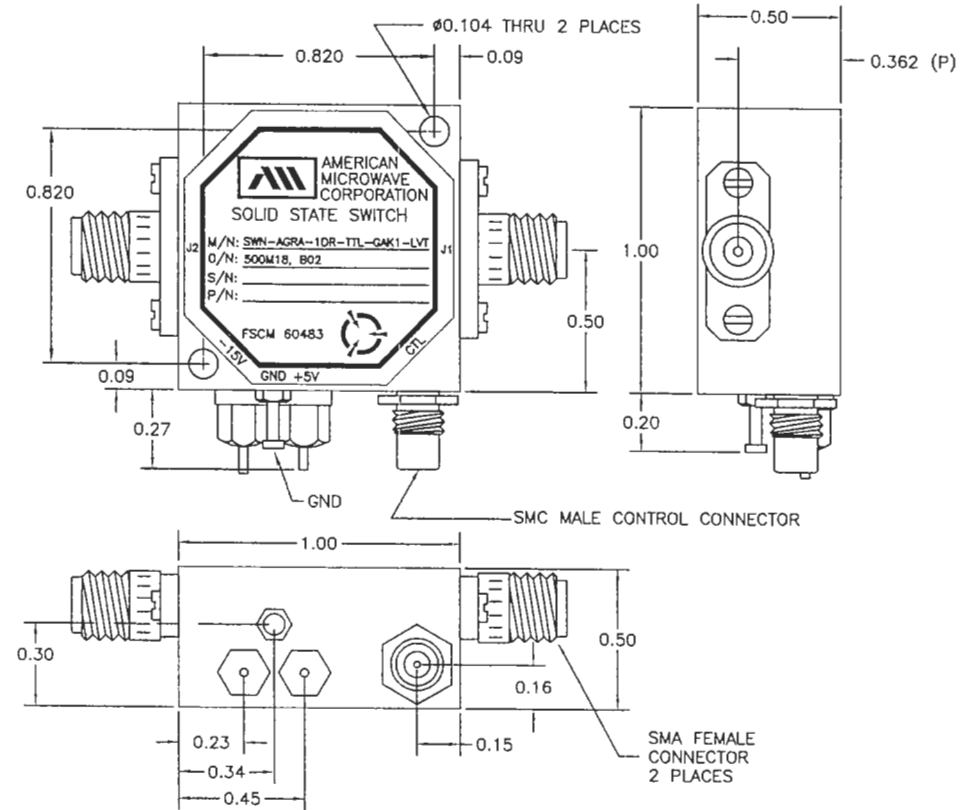 ø0.104 THRU 2 PLACES
0.820
0.09
0.50
0.362 (P)
0.820
AMERICAN
MICROWAVE
CORPORATION
SOLID STATE SWITCH
J2
M/N: SWN-AGRA-1DR-TTL-GAK1-LVT
J1
O/N: 500M18, B02
S/N:
P/N:
FSCM 60483
-15V
GND +5V
CTL
0.50
1.00
0.09
0.27
0.20
GND
SMC MALE CONTROL CONNECTOR
1.00
0.30
0.50
0.16
0.23
0.15
0.34
0.45
SMA FEMALE
CONNECTOR
2 PLACES